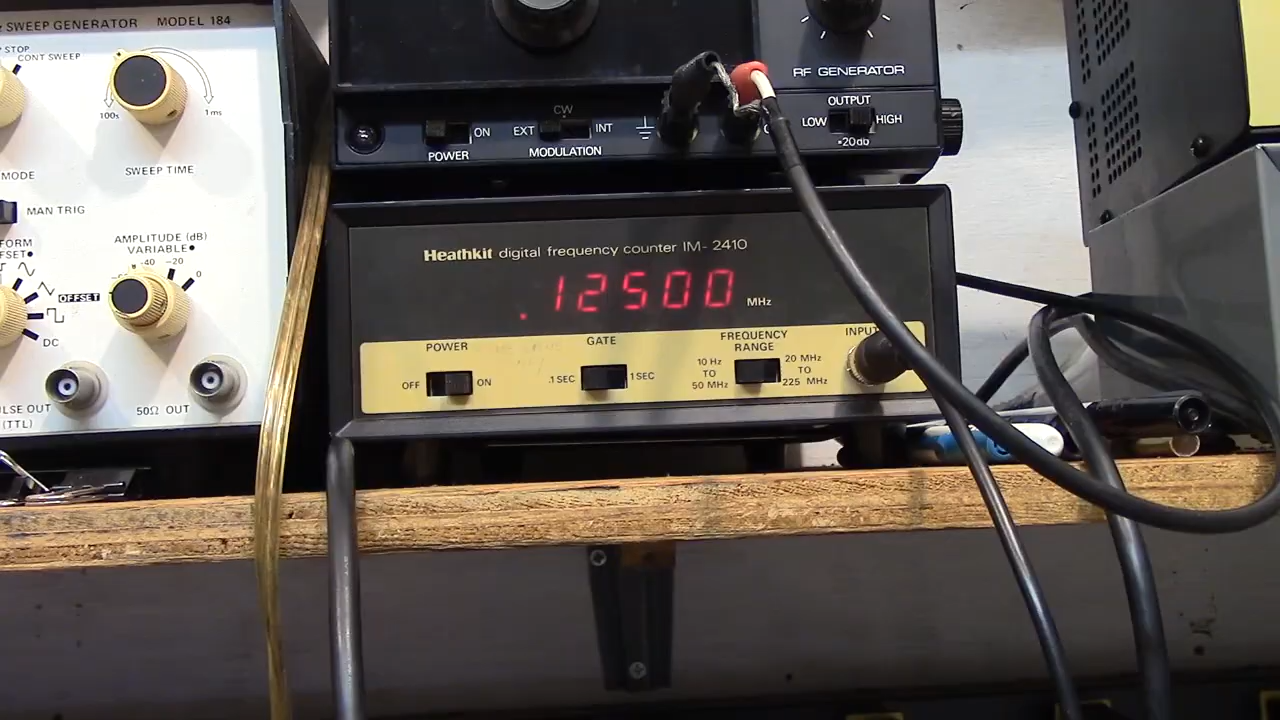 SWEEP GENERATOR MODEL 184
STOP
CONT SWEEP
100s
1ms
SWEEP TIME
MODE
MAN TRIG
AMPLITUDE (dB)
VARIABLE
-40 -20
0
OFFSET
DC
50Ω OUT
(TTL)
RF GENERATOR
OUTPUT
LOW
HIGH
-20db
ON
POWER
CW
EXT
INT
MODULATION
Heathkit digital frequency counter IM-2410
.12500
MHz
POWER
OFF
ON
GATE
.1 SEC
1 SEC
FREQUENCY
RANGE
10 Hz
TO
50 MHz
20 MHz
TO
225 MHz